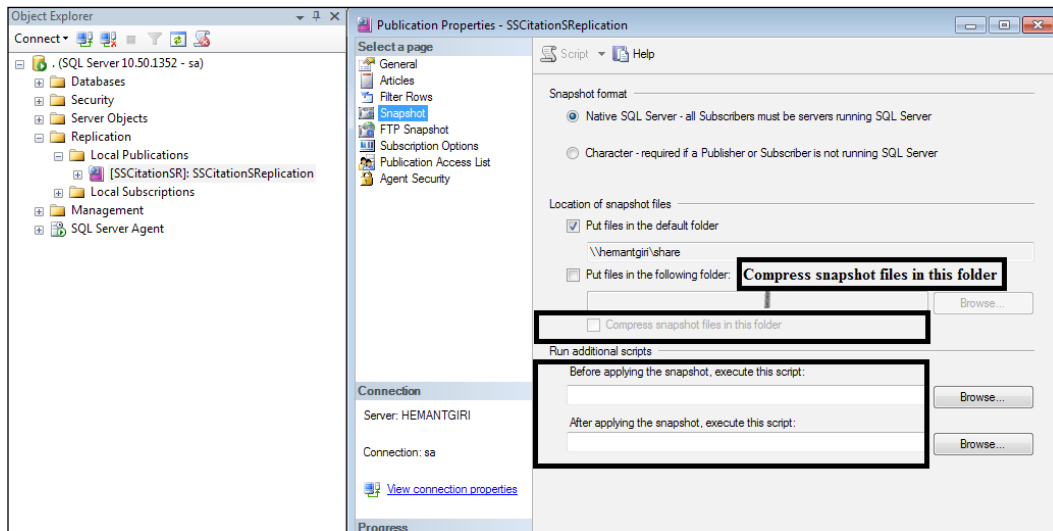 Object Explorer
Connect
. (SQL Server 10.50.1352 - sa)
Databases
Security
Server Objects
Replication
Local Publications
[SSCitationSR]: SSCitationSReplication
Local Subscriptions
Management
SQL Server Agent
Publication Properties - SSCitationSReplication
Select a page
General
Articles
Filter Rows
Snapshot
FTP Snapshot
Subscription Options
Publication Access List
Agent Security
Connection
Server: HEMANTGIRI
Connection: sa
View connection properties
Progress
Script
Help
Snapshot format
Native SQL Server - all Subscribers must be servers running SQL Server
Character - required if a Publisher or Subscriber is not running SQL Server
Location of snapshot files
Put files in the default folder
\\hemantgiri\share
Put files in the following folder:
Compress snapshot files in this folder
Browse...
Compress snapshot files in this folder
Run additional scripts
Before applying the snapshot, execute this script:
Browse...
After applying the snapshot, execute this script:
Browse...